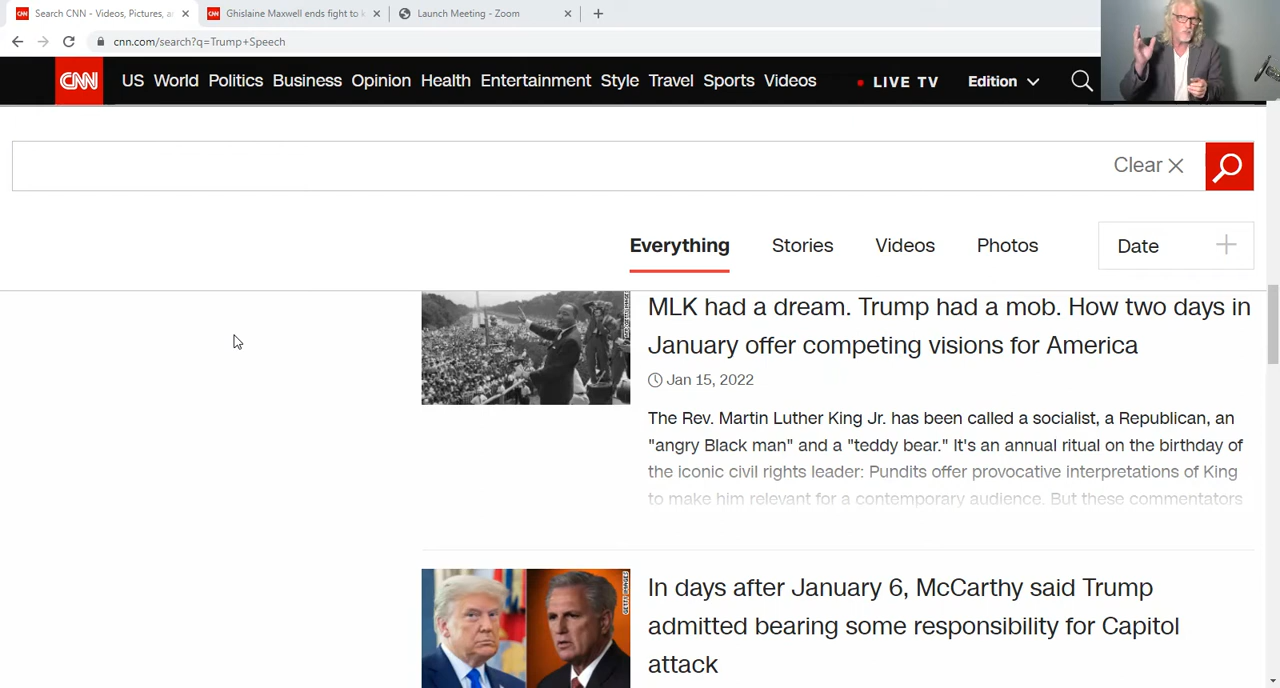 Search CNN - Videos, Pictures, a
Ghislaine Maxwell ends fight to
Launch Meeting - Zoom
cnn.com/search?q=Trump+Speech
CNN US World Politics Business Opinion Health Entertainment Style Travel Sports Videos LIVE TV Edition
Clear
Everything Stories Videos Photos Date
MLK had a dream. Trump had a mob. How two days in
January offer competing visions for America
Jan 15, 2022
The Rev. Martin Luther King Jr. has been called a socialist, a Republican, an
"angry Black man" and a "teddy bear." It's an annual ritual on the birthday of
the iconic civil rights leader: Pundits offer provocative interpretations of King
to make him relevant for a contemporary audience. But these commentators
In days after January 6, McCarthy said Trump
admitted bearing some responsibility for Capitol
attack
GETTY IMAGES